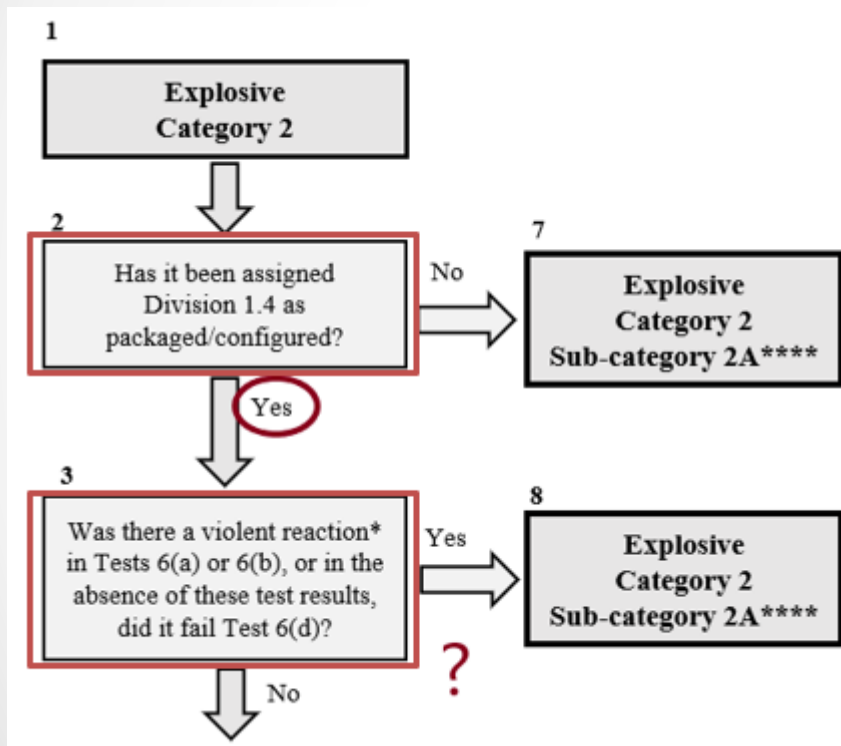 1
Explosive
Category 2
2
Has it been assigned
Division 1.4 as
packaged/configured?
No
7
Explosive
Category 2
Sub-category 2A****
Yes
3
Was there a violent reaction*
in Tests 6(a) or 6(b), or in the
absence of these test results,
did it fail Test 6(d)?
Yes
8
Explosive
Category 2
Sub-category 2A****
?
No